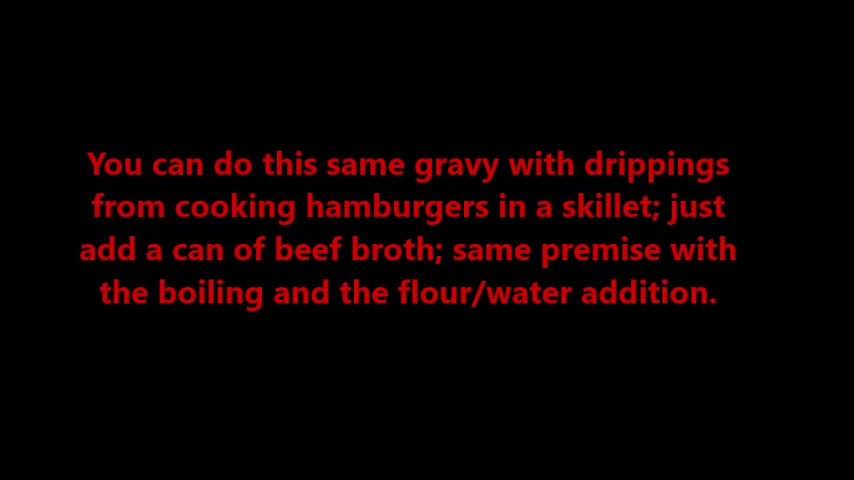 You can do this same gravy with drippings
from cooking hamburgers in a skillet; just
add a can of beef broth; same premise with
the boiling and the flour/water addition.